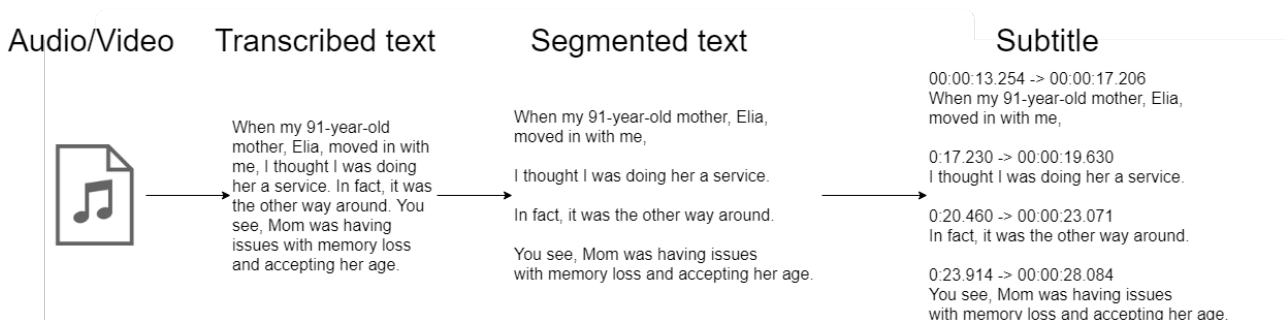 Audio/Video
Transcribed text
Segmented text
Subtitle
When my 91-year-old
mother, Elia, moved in with
me, I thought I was doing
her a service. In fact, it was
the other way around. You
see, Mom was having
issues with memory loss
and accepting her age.
When my 91-year-old mother, Elia,
moved in with me,
I thought I was doing her a service.
In fact, it was the other way around.
You see, Mom was having issues
with memory loss and accepting her age.
00:00:13.254 -> 00:00:17.206
When my 91-year-old mother, Elia,
moved in with me,
0:17.230 -> 00:00:19.630
I thought I was doing her a service.
0:20.460 -> 00:00:23.071
In fact, it was the other way around.
0:23.914 -> 00:00:28.084
You see, Mom was having issues
with memory loss and accepting her age.